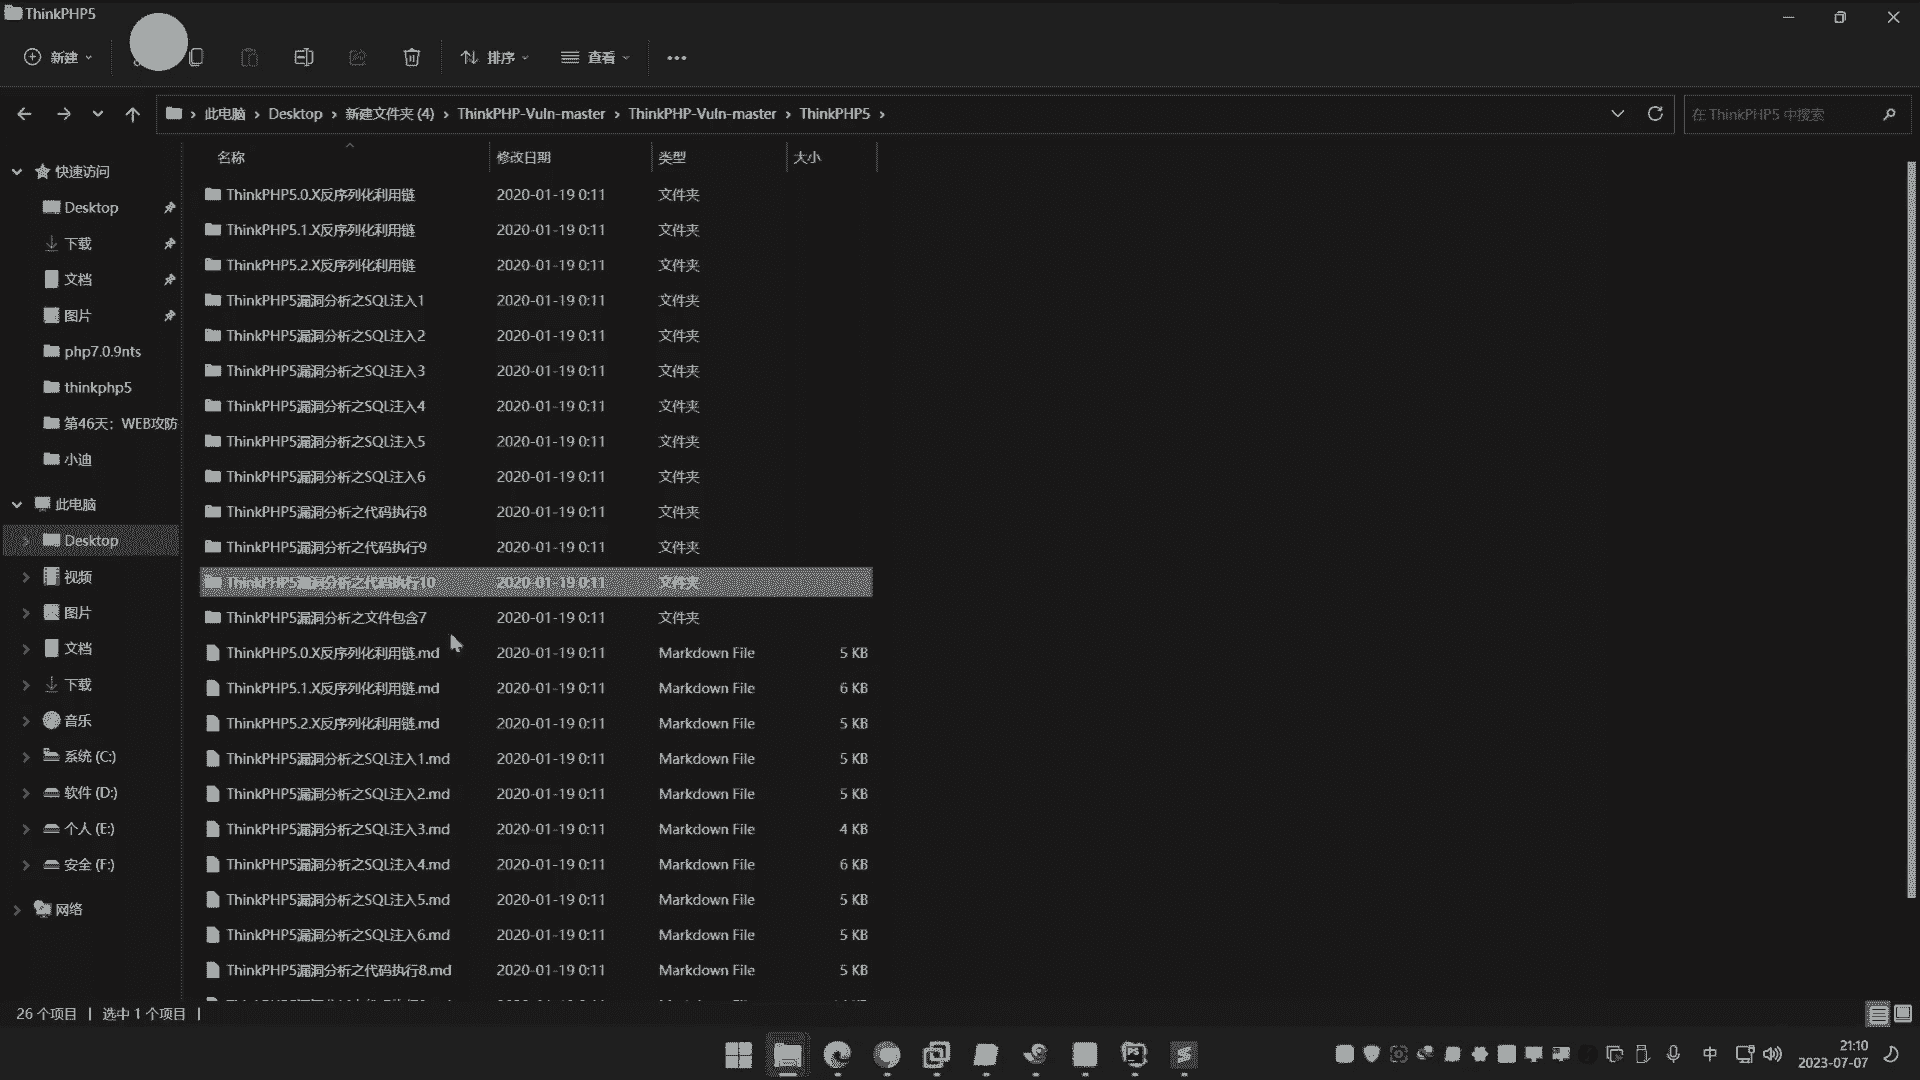 ThinkPHP5
新建
排序
查看
此电脑 > Desktop > 新建文件夹 (4) > ThinkPHP-Vuln-master > ThinkPHP-Vuln-master > ThinkPHP5 >
在 ThinkPHP5 中搜索
名称 修改日期 类型 大小
快速访问
Desktop
下载
文档
图片
php7.0.9nts
thinkphp5
第46天：WEB攻防
小迪
此电脑
Desktop
视频
图片
文档
下载
音乐
系统 (C:)
软件 (D:)
个人 (E:)
安全 (F:)
网络
ThinkPHP5.0.X反序列化利用链 2020-01-19 0:11 文件夹
ThinkPHP5.1.X反序列化利用链 2020-01-19 0:11 文件夹
ThinkPHP5.2.X反序列化利用链 2020-01-19 0:11 文件夹
ThinkPHP5漏洞分析之SQL注入1 2020-01-19 0:11 文件夹
ThinkPHP5漏洞分析之SQL注入2 2020-01-19 0:11 文件夹
ThinkPHP5漏洞分析之SQL注入3 2020-01-19 0:11 文件夹
ThinkPHP5漏洞分析之SQL注入4 2020-01-19 0:11 文件夹
ThinkPHP5漏洞分析之SQL注入5 2020-01-19 0:11 文件夹
ThinkPHP5漏洞分析之SQL注入6 2020-01-19 0:11 文件夹
ThinkPHP5漏洞分析之代码执行8 2020-01-19 0:11 文件夹
ThinkPHP5漏洞分析之代码执行9 2020-01-19 0:11 文件夹
ThinkPHP5漏洞分析之代码执行10 2020-01-19 0:11 文件夹
ThinkPHP5漏洞分析之文件包含7 2020-01-19 0:11 文件夹
ThinkPHP5.0.X反序列化利用链.md 2020-01-19 0:11 Markdown File 5 KB
ThinkPHP5.1.X反序列化利用链.md 2020-01-19 0:11 Markdown File 6 KB
ThinkPHP5.2.X反序列化利用链.md 2020-01-19 0:11 Markdown File 5 KB
ThinkPHP5漏洞分析之SQL注入1.md 2020-01-19 0:11 Markdown File 5 KB
ThinkPHP5漏洞分析之SQL注入2.md 2020-01-19 0:11 Markdown File 5 KB
ThinkPHP5漏洞分析之SQL注入3.md 2020-01-19 0:11 Markdown File 4 KB
ThinkPHP5漏洞分析之SQL注入4.md 2020-01-19 0:11 Markdown File 6 KB
ThinkPHP5漏洞分析之SQL注入5.md 2020-01-19 0:11 Markdown File 5 KB
ThinkPHP5漏洞分析之SQL注入6.md 2020-01-19 0:11 Markdown File 5 KB
ThinkPHP5漏洞分析之代码执行8.md 2020-01-19 0:11 Markdown File 5 KB
26 个项目 | 选中 1 个项目 |
PS
中
21:10
2023-07-07